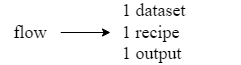 flow
1 dataset
1 recipe
1 output